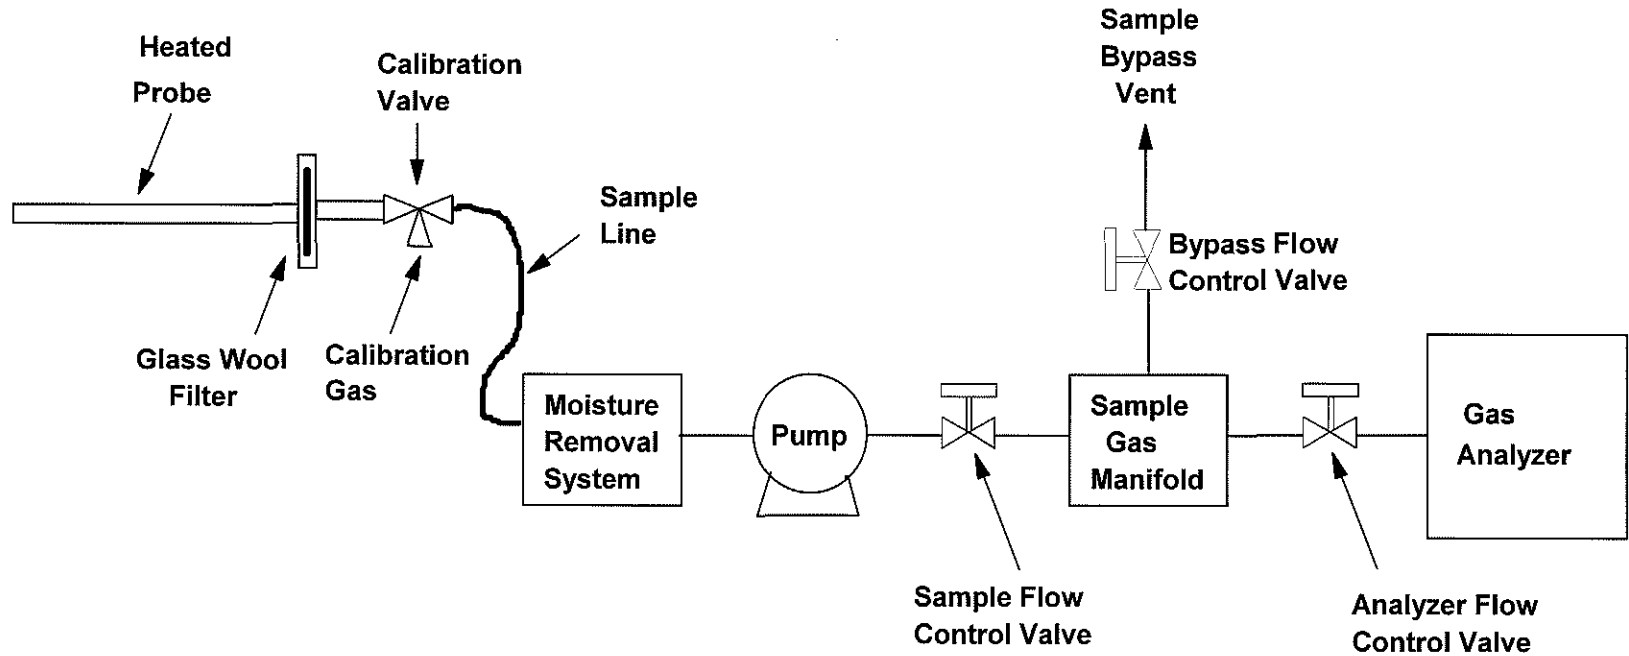 Heated
Probe
Calibration
Valve
Sample
Bypass
Vent
Sample
Line
Bypass Flow
Control Valve
Glass Wool
Filter
Calibration
Gas
Moisture
Removal
System
Pump
Sample
Gas
Manifold
Gas
Analyzer
Sample Flow
Control Valve
Analyzer Flow
Control Valve